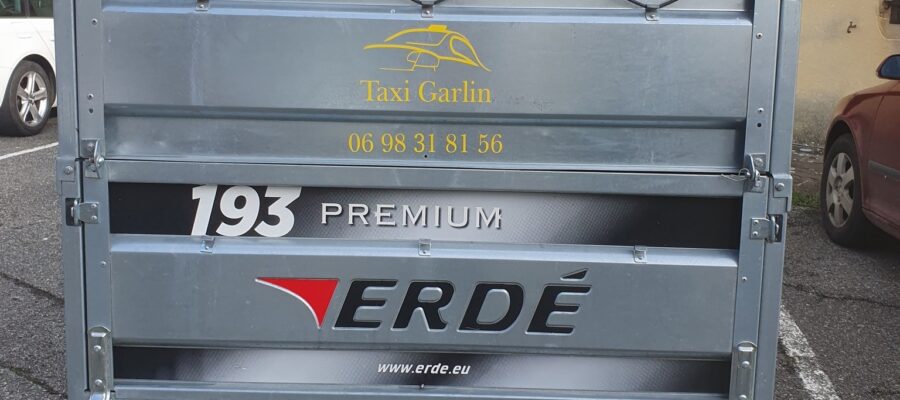 Taxi Garlin
06 98 31 81 56
193 PREMIUM
ERDÉ
www.erde.eu